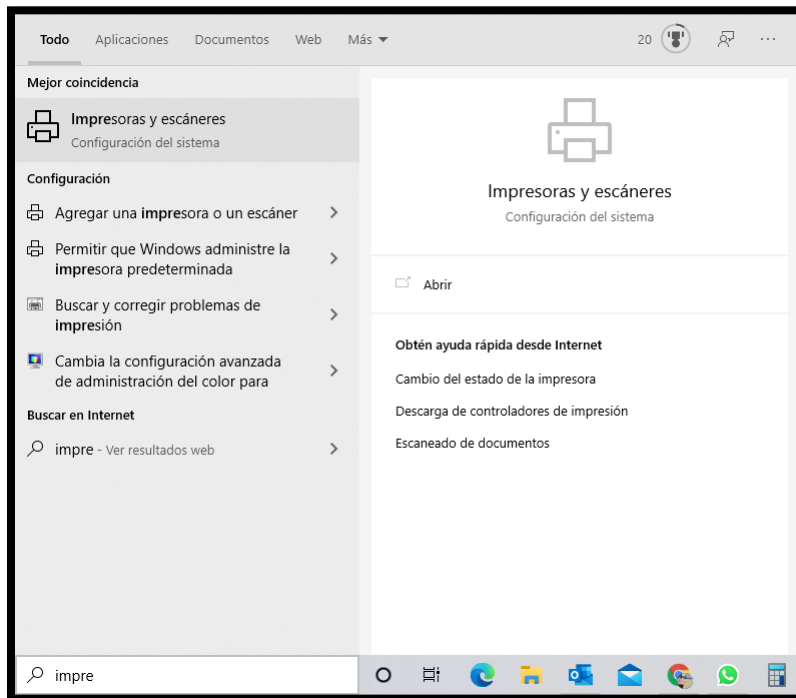 Todo Aplicaciones Documentos Web Más 20 ...
Mejor coincidencia
Impresoras y escáneres
Configuración del sistema
Configuración
Agregar una impresora o un escáner
Permitir que Windows administre la
impresora predeterminada
Buscar y corregir problemas de
impresión
Cambia la configuración avanzada
de administración del color para
Buscar en Internet
impre - Ver resultados web
Impresoras y escáneres
Configuración del sistema
Abrir
Obtén ayuda rápida desde Internet
Cambio del estado de la impresora
Descarga de controladores de impresión
Escaneado de documentos
impre